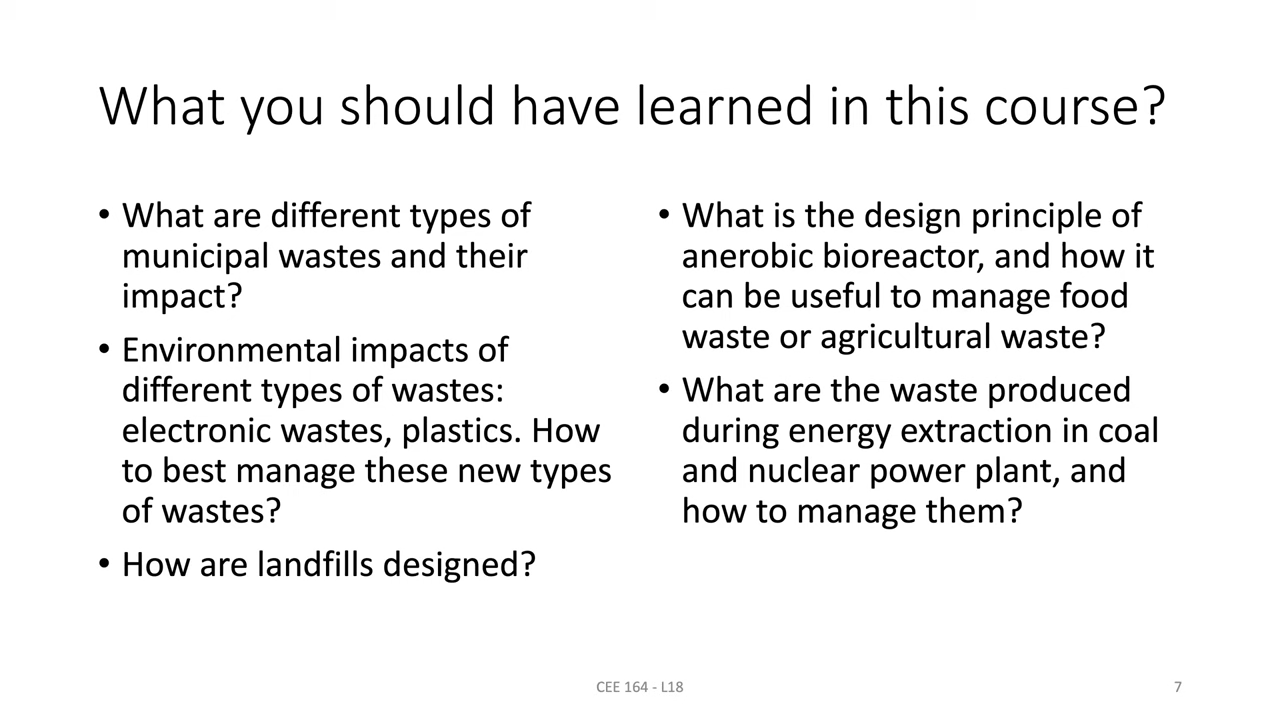 What you should have learned in this course?
• What are different types of
municipal wastes and their
impact?
• Environmental impacts of
different types of wastes:
electronic wastes, plastics. How
to best manage these new types
of wastes?
• How are landfills designed?
• What is the design principle of
anerobic bioreactor, and how it
can be useful to manage food
waste or agricultural waste?
• What are the waste produced
during energy extraction in coal
and nuclear power plant, and
how to manage them?
CEE 164 - L18
7